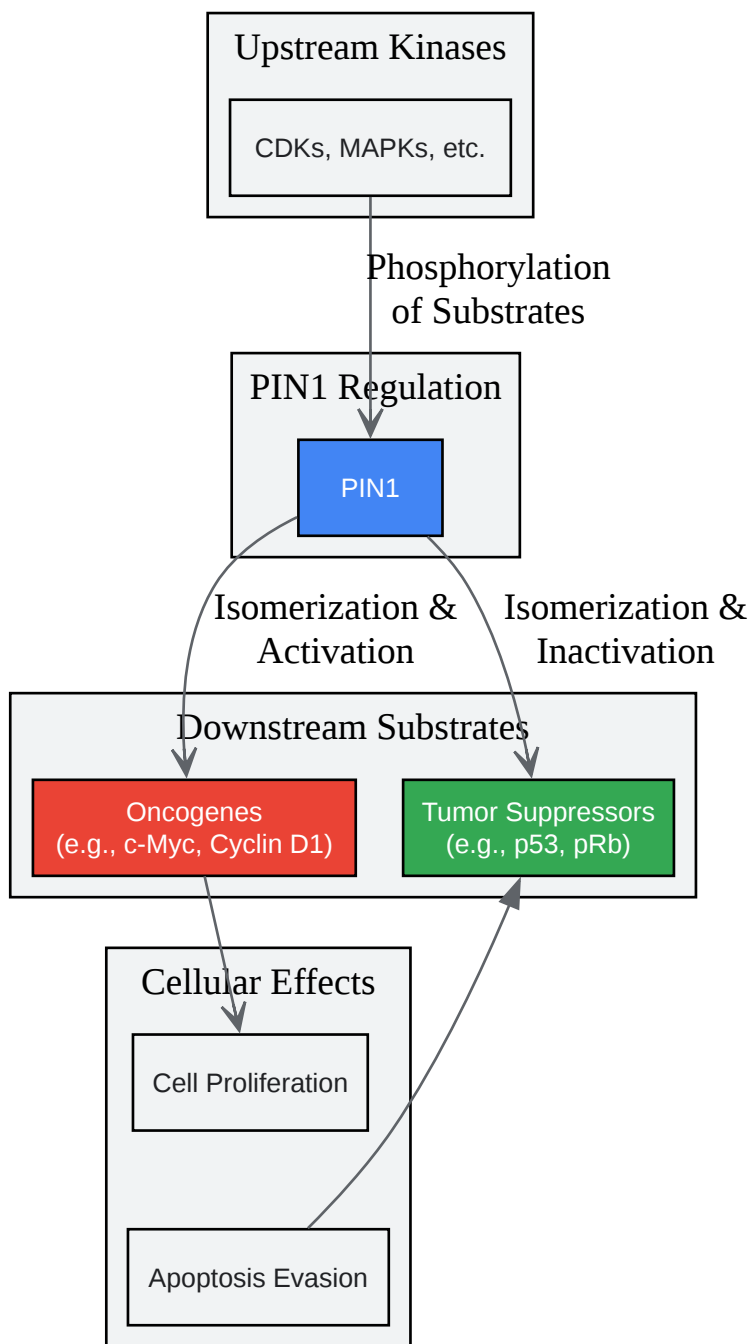 Upstream Kinases
CDKs, MAPKs, etc.
Phosphorylation
of Substrates
PIN1 Regulation
PIN1
Isomerization &
Activation
Isomerization &
Inactivation
Downstream Substrates
Oncogenes
(e.g., c-Myc, Cyclin D1)
Tumor Suppressors
(e.g., p53, pRb)
Cellular Effects
Cell Proliferation
Apoptosis Evasion